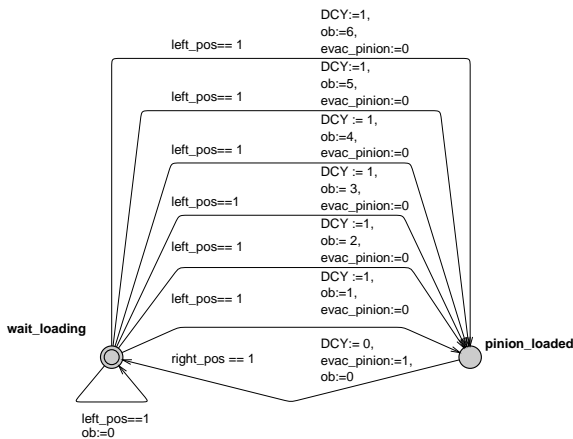 DCY:=1,
left_pos== 1 ob:=6,
evac_pinion:=0
DCY:=1,
left_pos== 1 ob:=5,
evac_pinion:=0
DCY := 1,
left_pos== 1 ob:=4,
evac_pinion:=0
DCY := 1,
left_pos==1 ob:= 3,
evac_pinion:=0
DCY :=1,
left_pos== 1 ob:= 2,
evac_pinion:=0
DCY :=1,
left_pos== 1 ob:=1,
evac_pinion:=0
wait_loading
pinion_loaded
DCY:= 0,
right_pos == 1 evac_pinion:=1,
ob:=0
left_pos==1
ob:=0